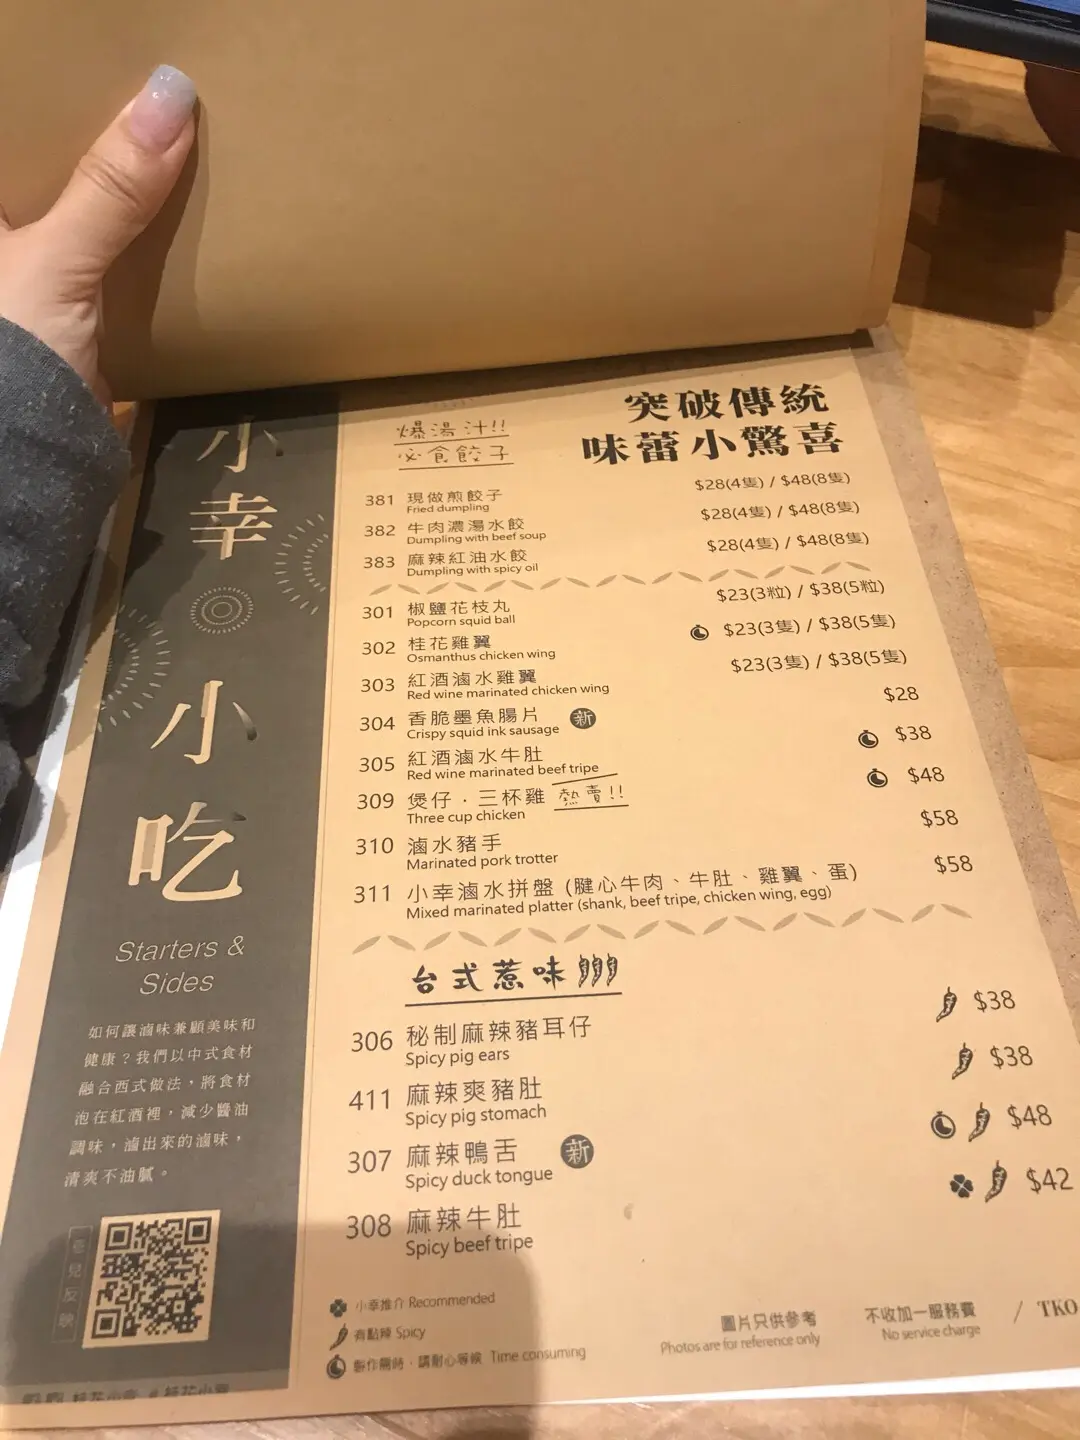 小
幸
小
吃
Starters &
Sides
如何讓滷味兼顧美味和
健康？我們以中式食材
融合西式做法，將食材
泡在紅酒裡，減少醬油
調味，滷出來的滷味，
清爽不油膩。
意見反映
爆湯汁!!
必食餃子
突破傳統
味蕾小驚喜
381 現做煎餃子 $28(4隻) / $48(8隻)
Fried dumpling
382 牛肉濃湯水餃 $28(4隻) / $48(8隻)
Dumpling with beef soup
383 麻辣紅油水餃 $28(4隻) / $48(8隻)
Dumpling with spicy oil
301 椒鹽花枝丸 $23(3粒) / $38(5粒)
Popcorn squid ball
302 桂花雞翼 $23(3隻) / $38(5隻)
Osmanthus chicken wing
303 紅酒滷水雞翼 $23(3隻) / $38(5隻)
Red wine marinated chicken wing
304 香脆墨魚腸片 新 $28
Crispy squid ink sausage
305 紅酒滷水牛肚 $38
Red wine marinated beef tripe
309 煲仔．三杯雞 熱賣!! $48
Three cup chicken
310 滷水豬手 $58
Marinated pork trotter
311 小幸滷水拼盤 (腱心牛肉、牛肚、雞翼、蛋) $58
Mixed marinated platter (shank, beef tripe, chicken wing, egg)
台式惹味
306 秘制麻辣豬耳仔 $38
Spicy pig ears
411 麻辣爽豬肚 $38
Spicy pig stomach
307 麻辣鴨舌 新 $48
Spicy duck tongue
308 麻辣牛肚 $42
Spicy beef tripe
小幸推介 Recommended
有點辣 Spicy
製作需時，請耐心等候 Time consuming
圖片只供參考
Photos are for reference only
不收加一服務費
No service charge
/ TKO